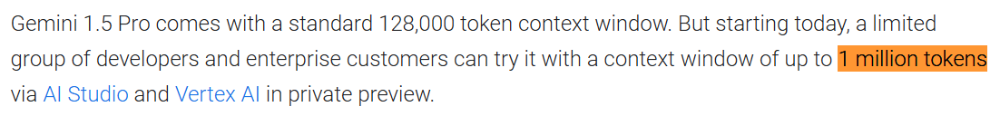 Gemini 1.5 Pro comes with a standard 128,000 token context window. But starting today, a limited
group of developers and enterprise customers can try it with a context window of up to 1 million tokens
via AI Studio and Vertex AI in private preview.